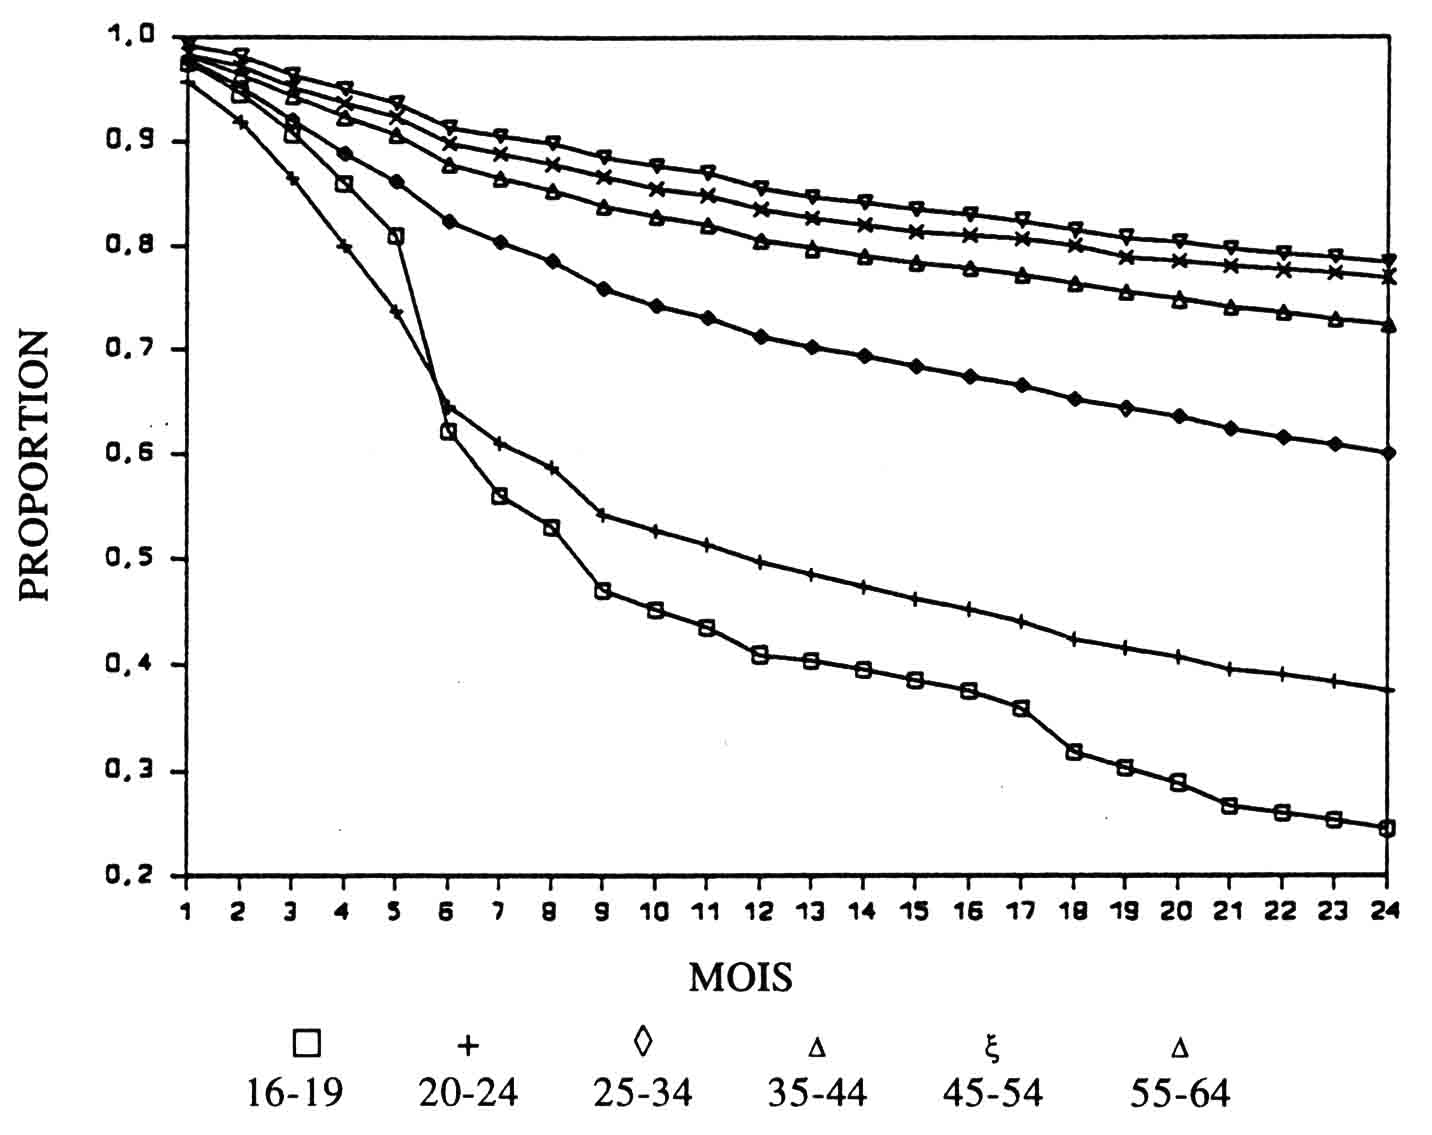 1,0
0,9
0,8
0,7
0,6
0,5
0,4
0,3
0,2
PROPORTION
1 2 3 4 5 6 7 8 9 10 11 12 13 14 15 16 17 18 19 20 21 22 23 24
MOIS
□ + ◊ Δ ξ Δ
16-19 20-24 25-34 35-44 45-54 55-64